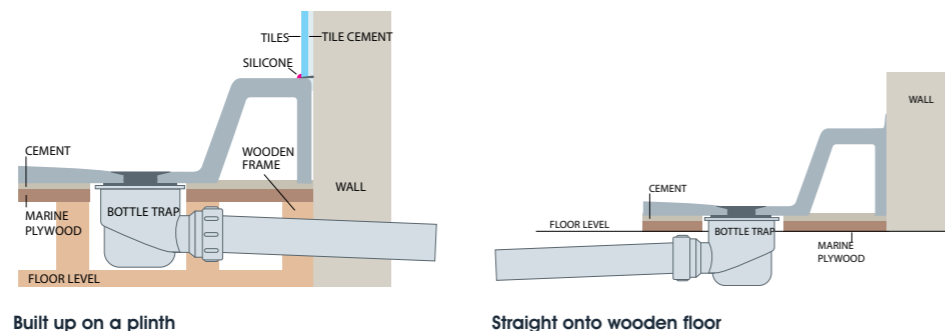 TILES
TILE CEMENT
SILICONE
CEMENT
WOODEN
FRAME
WALL
MARINE
PLYWOOD
BOTTLE TRAP
FLOOR LEVEL
Built up on a plinth
WALL
CEMENT
FLOOR LEVEL
BOTTLE TRAP
MARINE
PLYWOOD
Straight onto wooden floor